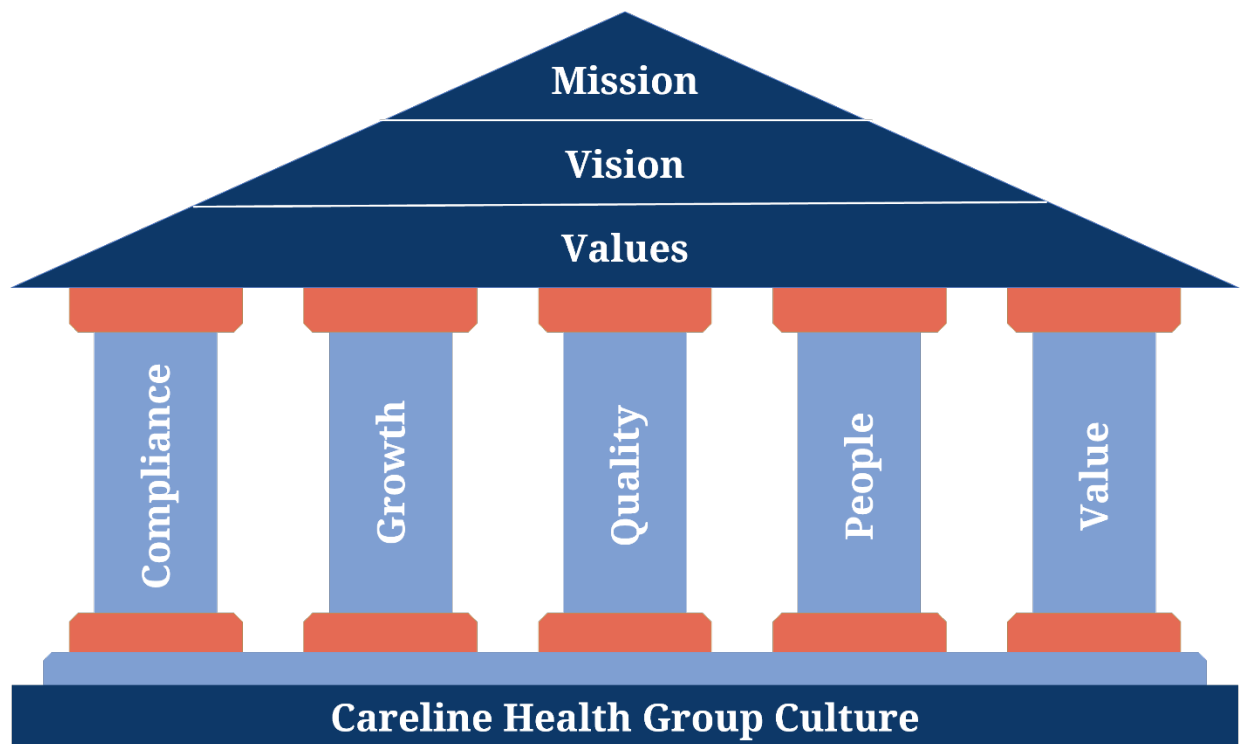 Mission
Vision
Values
Compliance
Growth
Quality
People
Value
Careline Health Group Culture